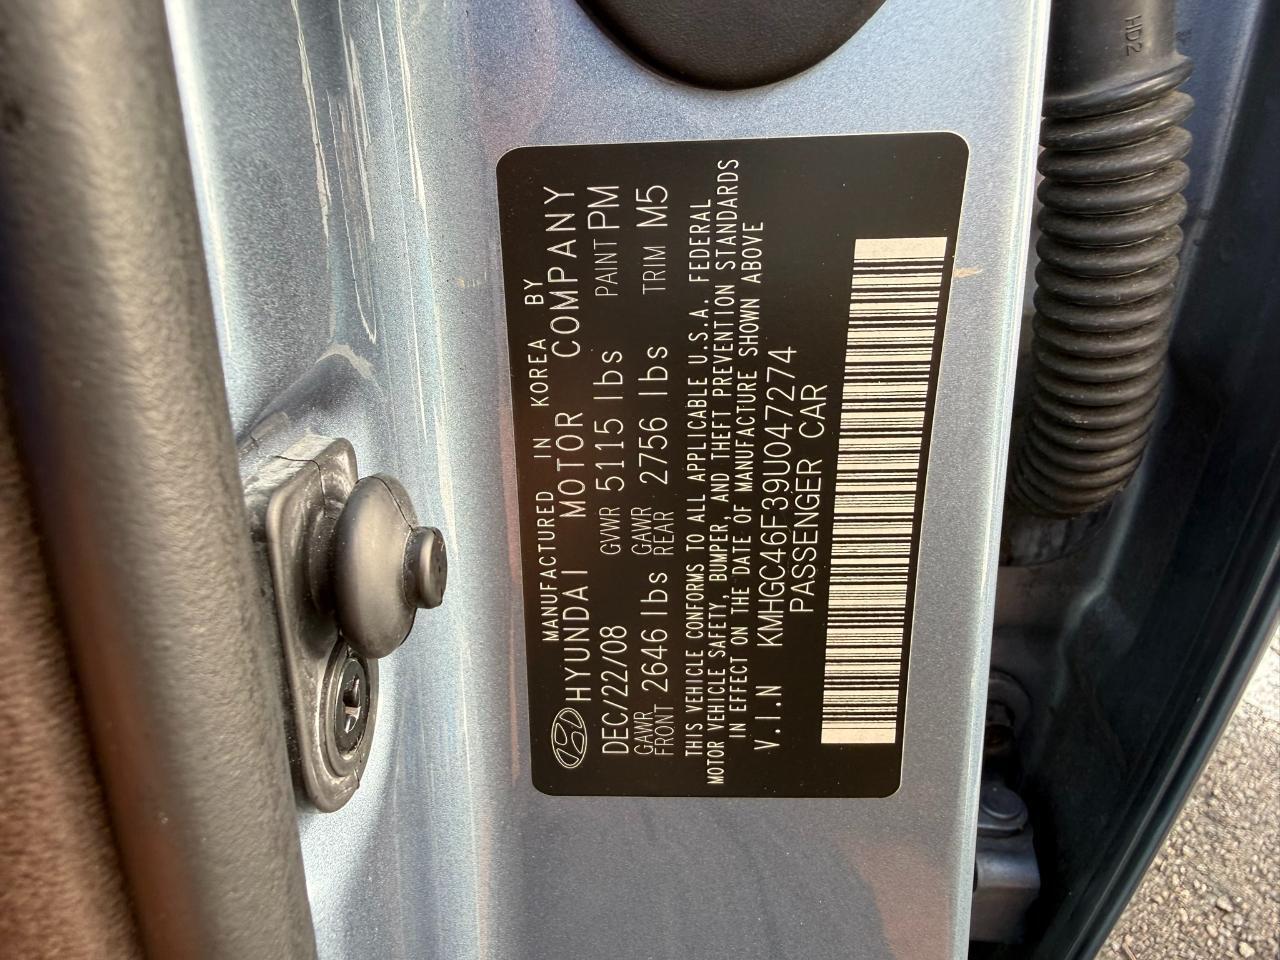 MANUFACTURED IN KOREA BY
HYUNDAI MOTOR COMPANY
DEC/22/08 GVWR 5115 lbs PAINT PM
GAWR FRONT 2646 lbs GAWR REAR 2756 lbs TRIM M5
THIS VEHICLE CONFORMS TO ALL APPLICABLE U.S.A. FEDERAL
MOTOR VEHICLE SAFETY, BUMPER, AND THEFT PREVENTION STANDARDS
IN EFFECT ON THE DATE OF MANUFACTURE SHOWN ABOVE
V.I.N KMHGC46F39U047274
PASSENGER CAR
HD2